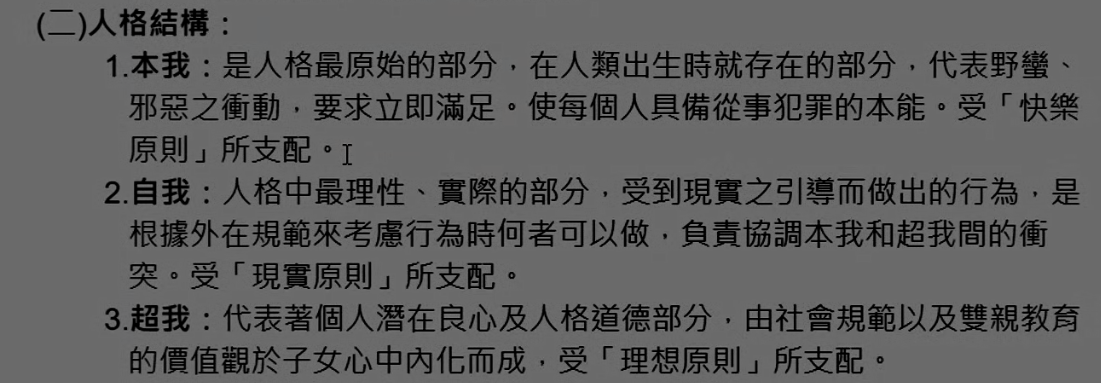 (二)人格結構：
1.本我：是人格最原始的部分，在人類出生時就存在的部分，代表野蠻、
邪惡之衝動，要求立即滿足。使每個人具備從事犯罪的本能。受「快樂
原則」所支配。
2.自我：人格中最理性、實際的部分，受到現實之引導而做出的行為，是
根據外在規範來考慮行為時何者可以做，負責協調本我和超我間的衝
突。受「現實原則」所支配。
3.超我：代表著個人潛在良心及人格道德部分，由社會規範以及雙親教育
的價值觀於子女心中內化而成，受「理想原則」所支配。